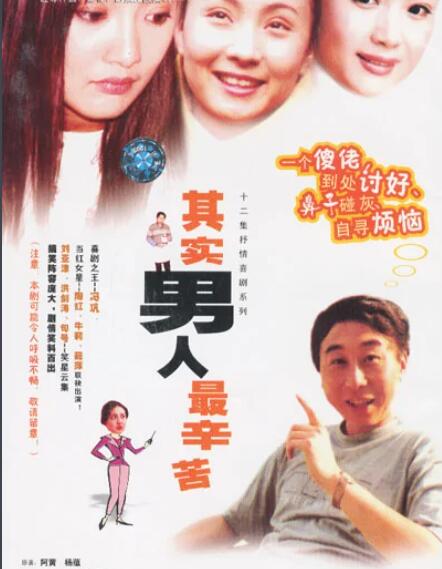 一个傻佬，
到处讨好、
鼻子碰灰、
自寻烦恼
十二集抒情喜剧系列
其实男人最辛苦
喜剧之王--冯巩、
当红女星--陶红、牛莉、联袂出演！
刘亚津、洪剑涛、句号--笑星云集
搞笑阵容庞大，剧情笑料百出
（注意：本剧可能令人呼吸不畅，敬请留意！）
导演：阿黄 杨蕴